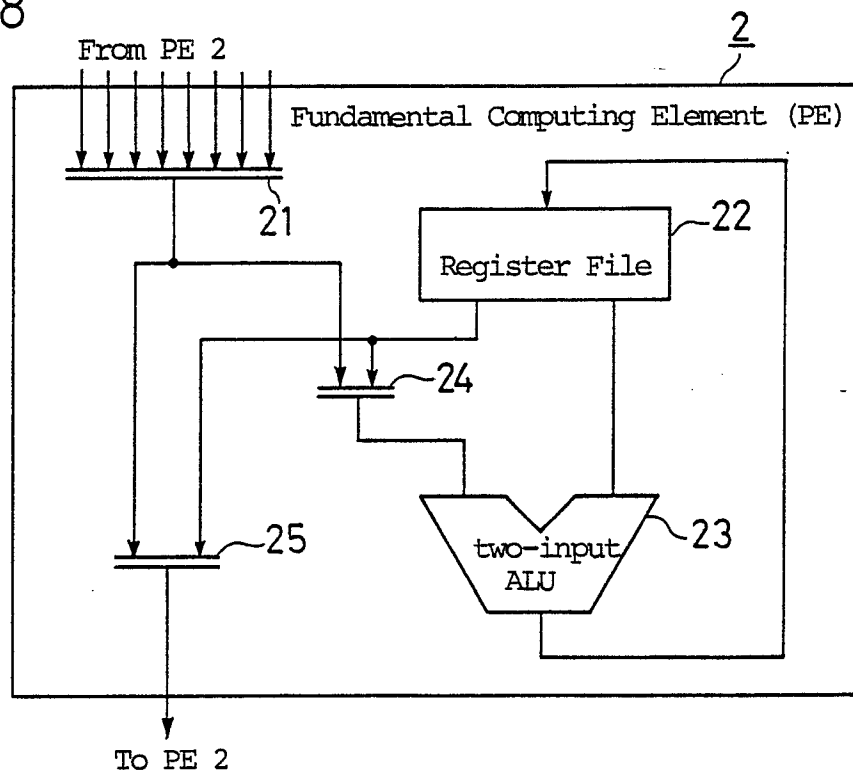 8
From PE 2
2
Fundamental Computing Element (PE)
21
22
Register File
24
25
23
two-input
ALU
To PE 2